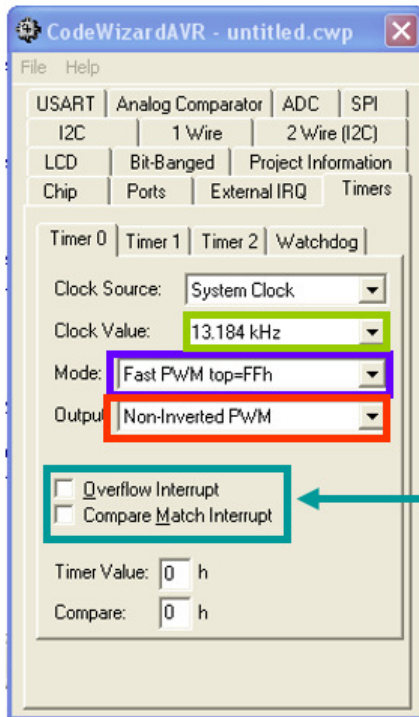 CodeWizardAVR - untitled.cwp
File Help
USART Analog Comparator ADC SPI
I2C 1 Wire 2 Wire (I2C)
LCD Bit-Banged Project Information
Chip Ports External IRQ Timers
Timer 0 Timer 1 Timer 2 Watchdog
Clock Source: System Clock
Clock Value: 13.184 kHz
Mode: Fast PWM top=FFh
Output Non-Inverted PWM
Overflow Interrupt
Compare Match Interrupt
Timer Value: 0 h
Compare: 0 h